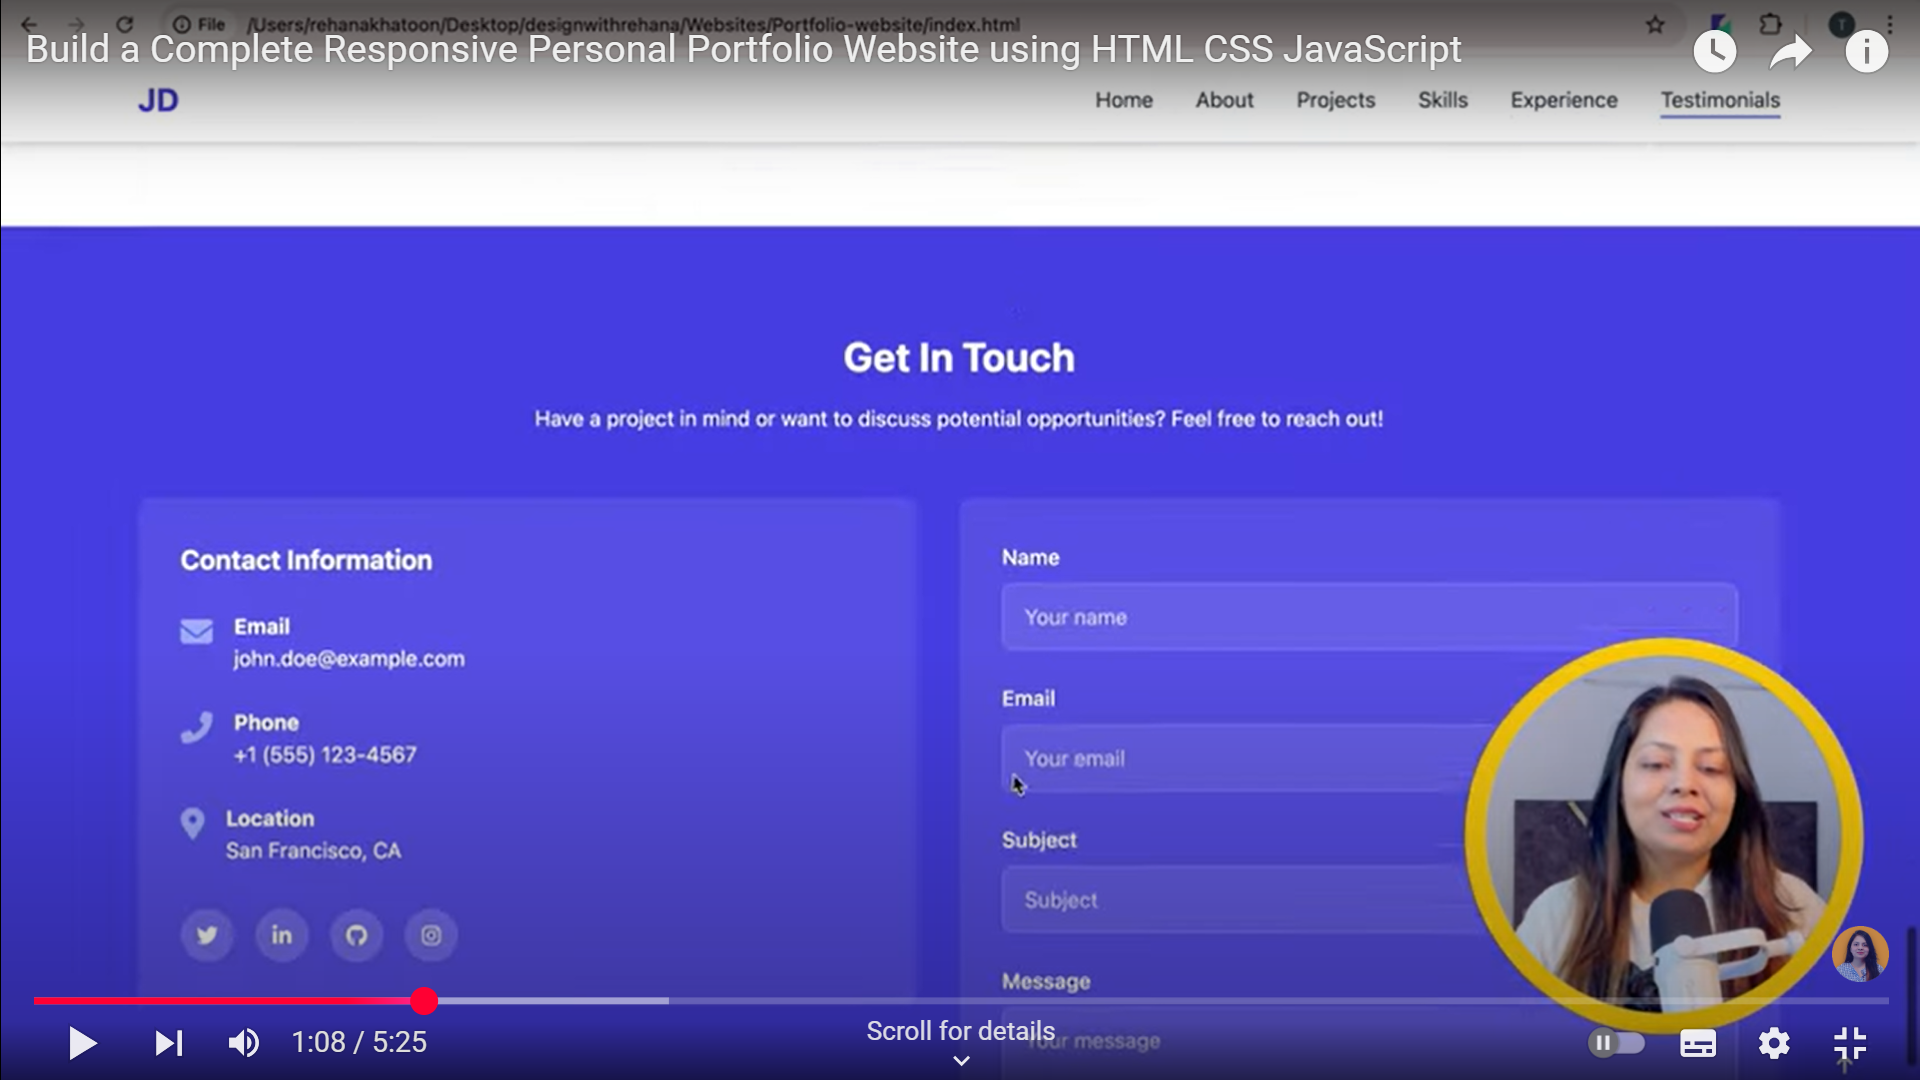 File /Users/rehanakhatoon/Desktop/designwithrehana/Websites/Portfolio-website/index.html
Build a Complete Responsive Personal Portfolio Website using HTML CSS JavaScript
JD
Home About Projects Skills Experience Testimonials
Get In Touch
Have a project in mind or want to discuss potential opportunities? Feel free to reach out!
Contact Information
Email
john.doe@example.com
Phone
+1 (555) 123-4567
Location
San Francisco, CA
in
Name
Your name
Email
Your email
Subject
Subject
Message
Your message
1:08 / 5:25
Scroll for details